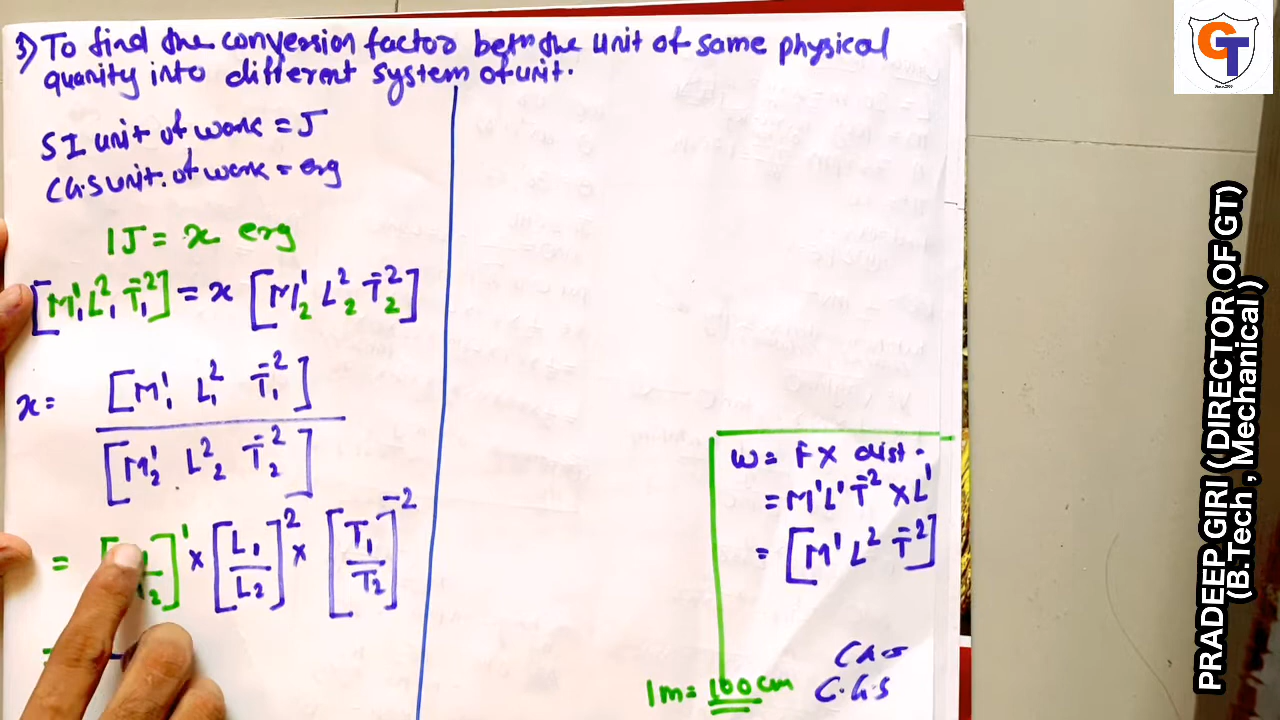 3) To find the conversion factor betn the unit of same physical
quanity into different system of unit.
SI unit of work = J
C.G.S unit. of work = erg
1J = x erg
[M₁¹ L₁² T₁⁻²] = x [M₂¹ L₂² T₂⁻²]
x = [M₁¹ L₁² T₁⁻²]
[M₂¹ L₂² T₂⁻²]
= ]¹ × [L₁/L₂]² × [T₁/T₂]⁻²
=
W = F × dist.
= M¹L¹T⁻² × L¹
= [M¹ L² T⁻²]
1m = 100 cm
C.G.S
GT
PRADEEP GIRI ( DIRECTOR OF GT)
(B.Tech , Mechanical )